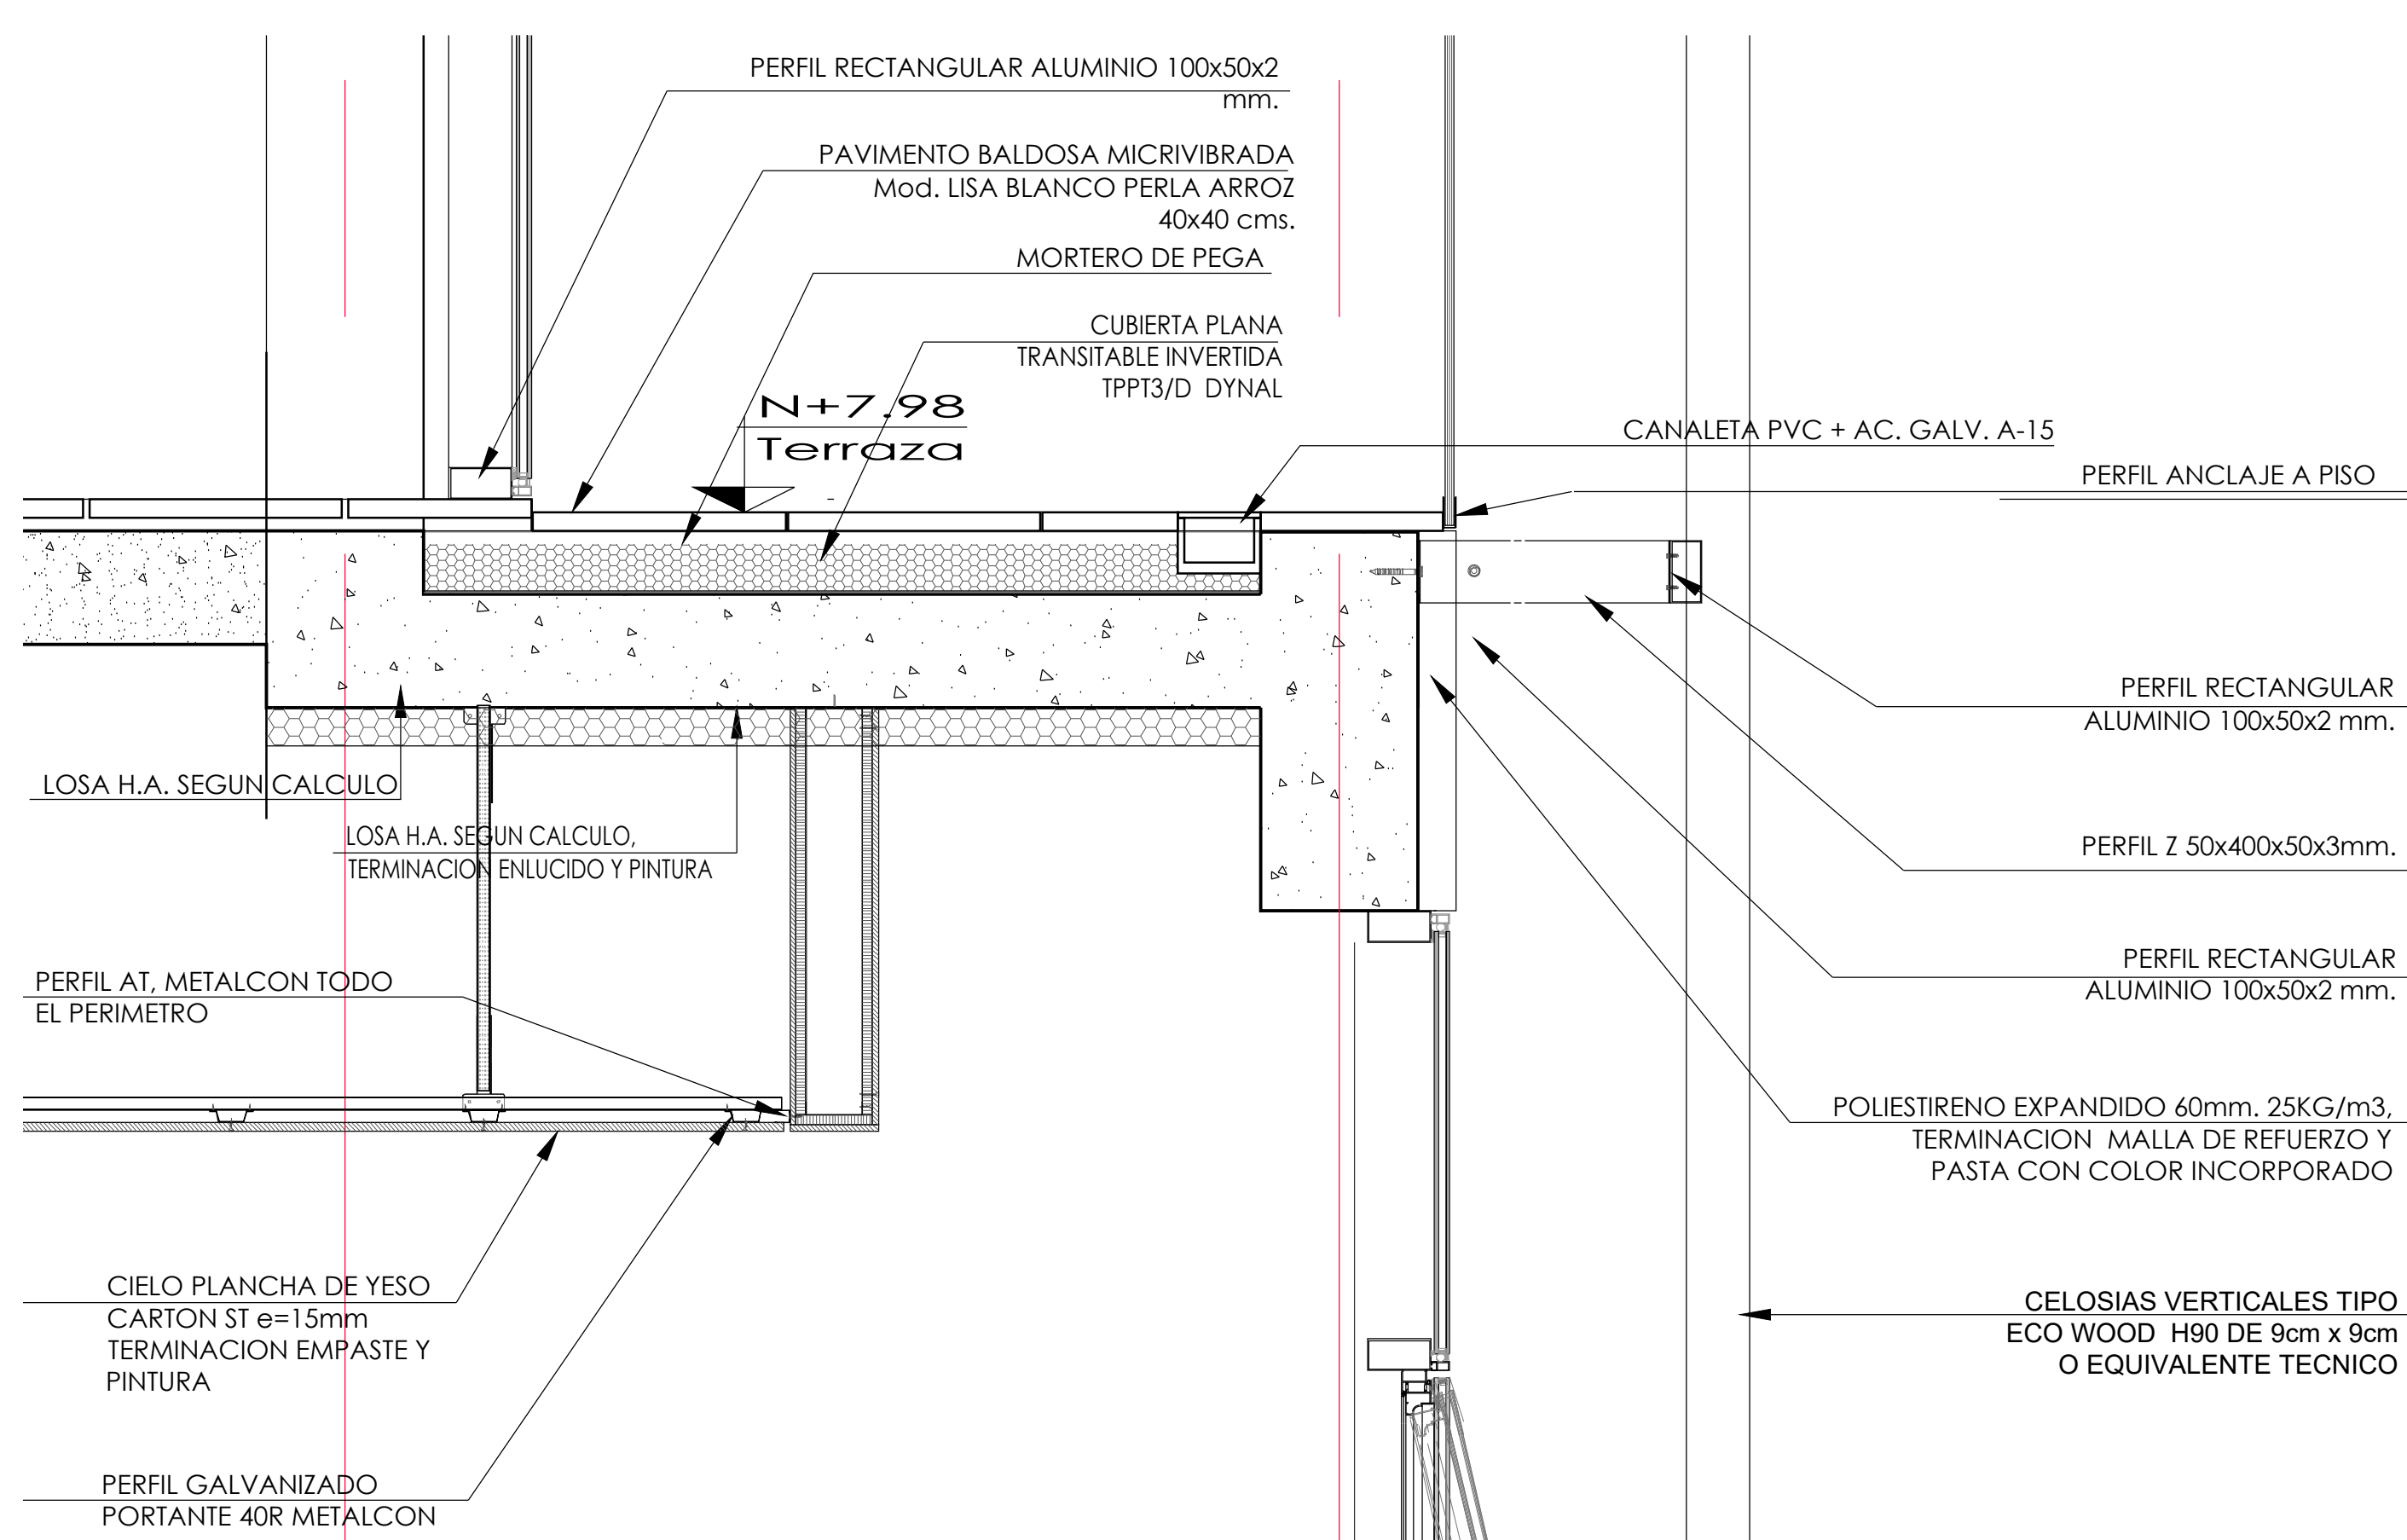 PERFIL RECTANGULAR ALUMINIO 100x50x2
mm.
PAVIMENTO BALDOSA MICRIVIBRADA
Mod. LISA BLANCO PERLA ARROZ
40x40 cms.
MORTERO DE PEGA
CUBIERTA PLANA
TRANSITABLE INVERTIDA
TPPT3/D DYNAL
N+7.98
Terraza
CANALETA PVC + AC. GALV. A-15
PERFIL ANCLAJE A PISO
PERFIL RECTANGULAR
ALUMINIO 100x50x2 mm.
LOSA H.A. SEGUN CALCULO
LOSA H.A. SEGUN CALCULO,
TERMINACION ENLUCIDO Y PINTURA
PERFIL Z 50x400x50x3mm.
PERFIL RECTANGULAR
ALUMINIO 100x50x2 mm.
PERFIL AT, METALCON TODO
EL PERIMETRO
POLIESTIRENO EXPANDIDO 60mm. 25KG/m3,
TERMINACION MALLA DE REFUERZO Y
PASTA CON COLOR INCORPORADO
CIELO PLANCHA DE YESO
CARTON ST e=15mm
TERMINACION EMPASTE Y
PINTURA
CELOSIAS VERTICALES TIPO
ECO WOOD H90 DE 9cm x 9cm
O EQUIVALENTE TECNICO
PERFIL GALVANIZADO
PORTANTE 40R METALCON